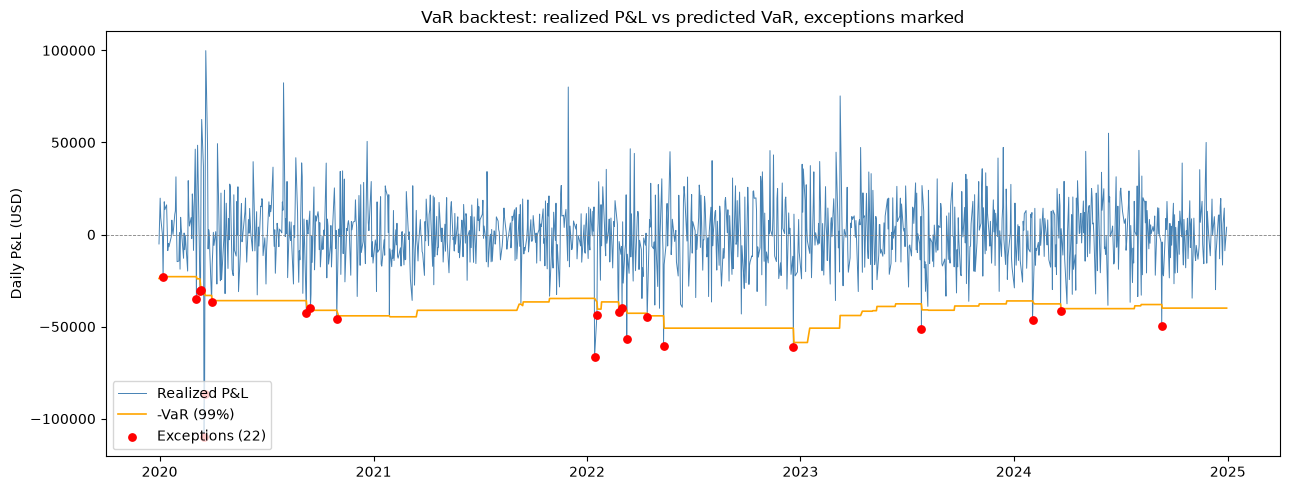 VaR backtest: realized P&L vs predicted VaR, exceptions marked
Daily P&L (USD)
100000
50000
0
−50000
−100000
Realized P&L
-VaR (99%)
Exceptions (22)
2020
2021
2022
2023
2024
2025